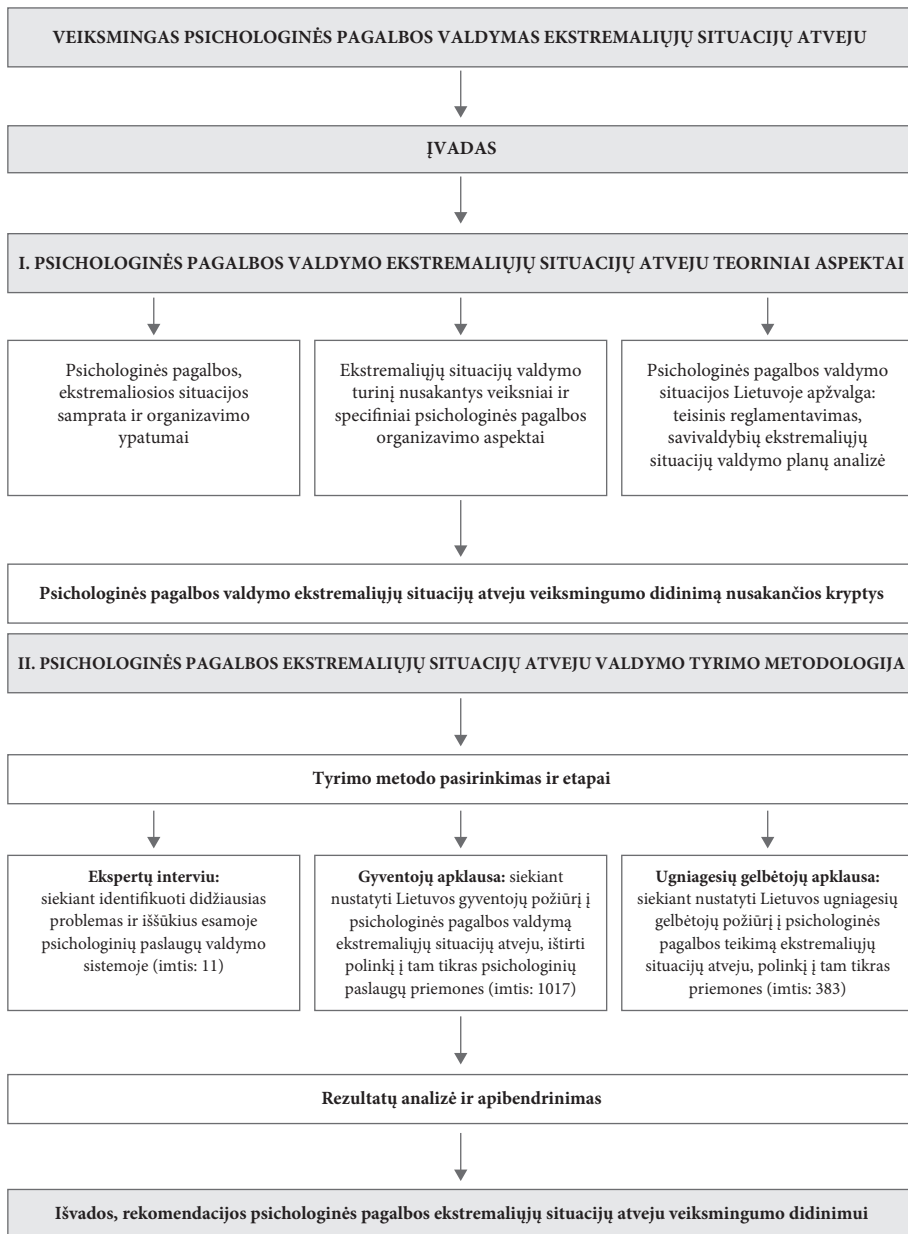 VEIKSMINGAS PSICHOLOGINĖS PAGALBOS VALDYMAS EKSTREMALIŲJŲ SITUACIJŲ ATVEJU
ĮVADAS
I. PSICHOLOGINĖS PAGALBOS VALDYMO EKSTREMALIŲJŲ SITUACIJŲ ATVEJU TEORINIAI ASPEKTAI
Psichologinės pagalbos,
ekstremaliosios situacijos
samprata ir organizavimo
ypatumai
Ekstremaliųjų situacijų valdymo
turinį nusakantys veiksniai ir
specifiniai psichologinės pagalbos
organizavimo aspektai
Psichologinės pagalbos valdymo
situacijos Lietuvoje apžvalga:
teisinis reglamentavimas,
savivaldybių ekstremaliųjų
situacijų valdymo planų analizė
Psichologinės pagalbos valdymo ekstremaliųjų situacijų atveju veiksmingumo didinimą nusakančios kryptys
II. PSICHOLOGINĖS PAGALBOS EKSTREMALIŲJŲ SITUACIJŲ ATVEJU VALDYMO TYRIMO METODOLOGIJA
Tyrimo metodo pasirinkimas ir etapai
Ekspertų interviu:
siekiant identifikuoti didžiausias
problemas ir iššūkius esamoje
psichologinių paslaugų valdymo
sistemoje (imtis: 11)
Gyventojų apklausa: siekiant
nustatyti Lietuvos gyventojų požiūrį į
psichologinės pagalbos valdymą
ekstremaliųjų situacijų atveju, ištirti
polinkį į tam tikras psichologinių
paslaugų priemones (imtis: 1017)
Ugniagesių gelbėtojų apklausa:
siekiant nustatyti Lietuvos ugniagesių
gelbėtojų požiūrį į psichologinės
pagalbos teikimą ekstremaliųjų
situacijų atveju, polinkį į tam tikras
priemones (imtis: 383)
Rezultatų analizė ir apibendrinimas
Išvados, rekomendacijos psichologinės pagalbos ekstremaliųjų situacijų atveju veiksmingumo didinimui